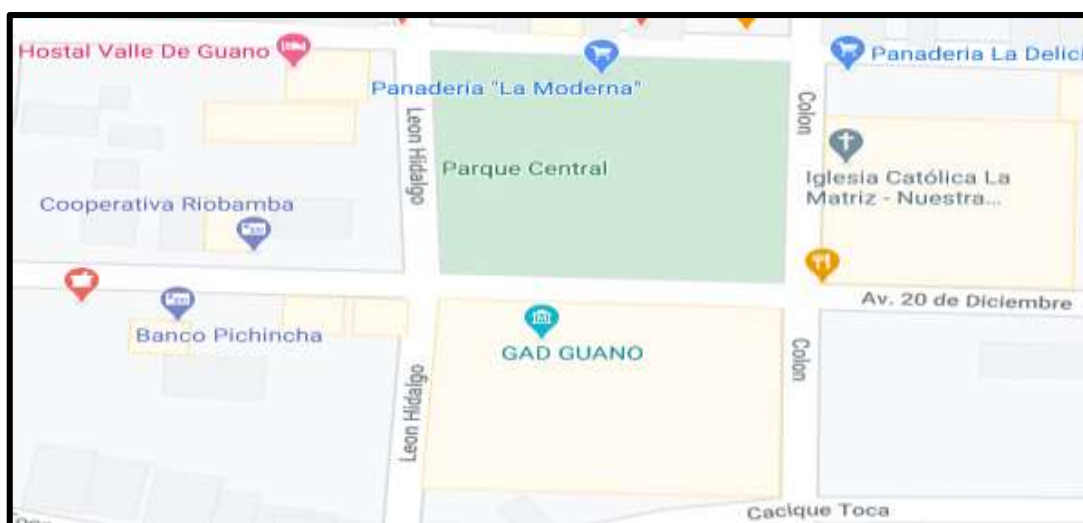 Hostal Valle De Guano
Panaderia La Delici
Panadería "La Moderna"
Leon Hidalgo
Colon
Parque Central
Iglesia Católica La
Matriz - Nuestra...
Cooperativa Riobamba
Av. 20 de Diciembre
Banco Pichincha
GAD GUANO
Colon
Leon Hidalgo
Cacique Toca